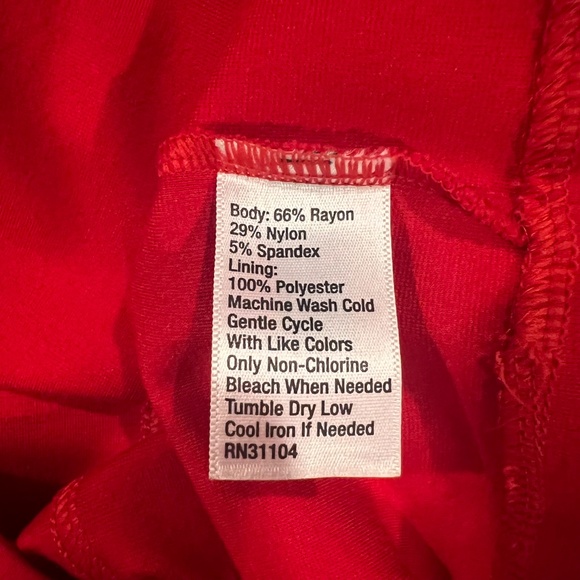 Body: 66% Rayon
29% Nylon
5% Spandex
Lining:
100% Polyester
Machine Wash Cold
Gentle Cycle
With Like Colors
Only Non-Chlorine
Bleach When Needed
Tumble Dry Low
Cool Iron If Needed
RN31104